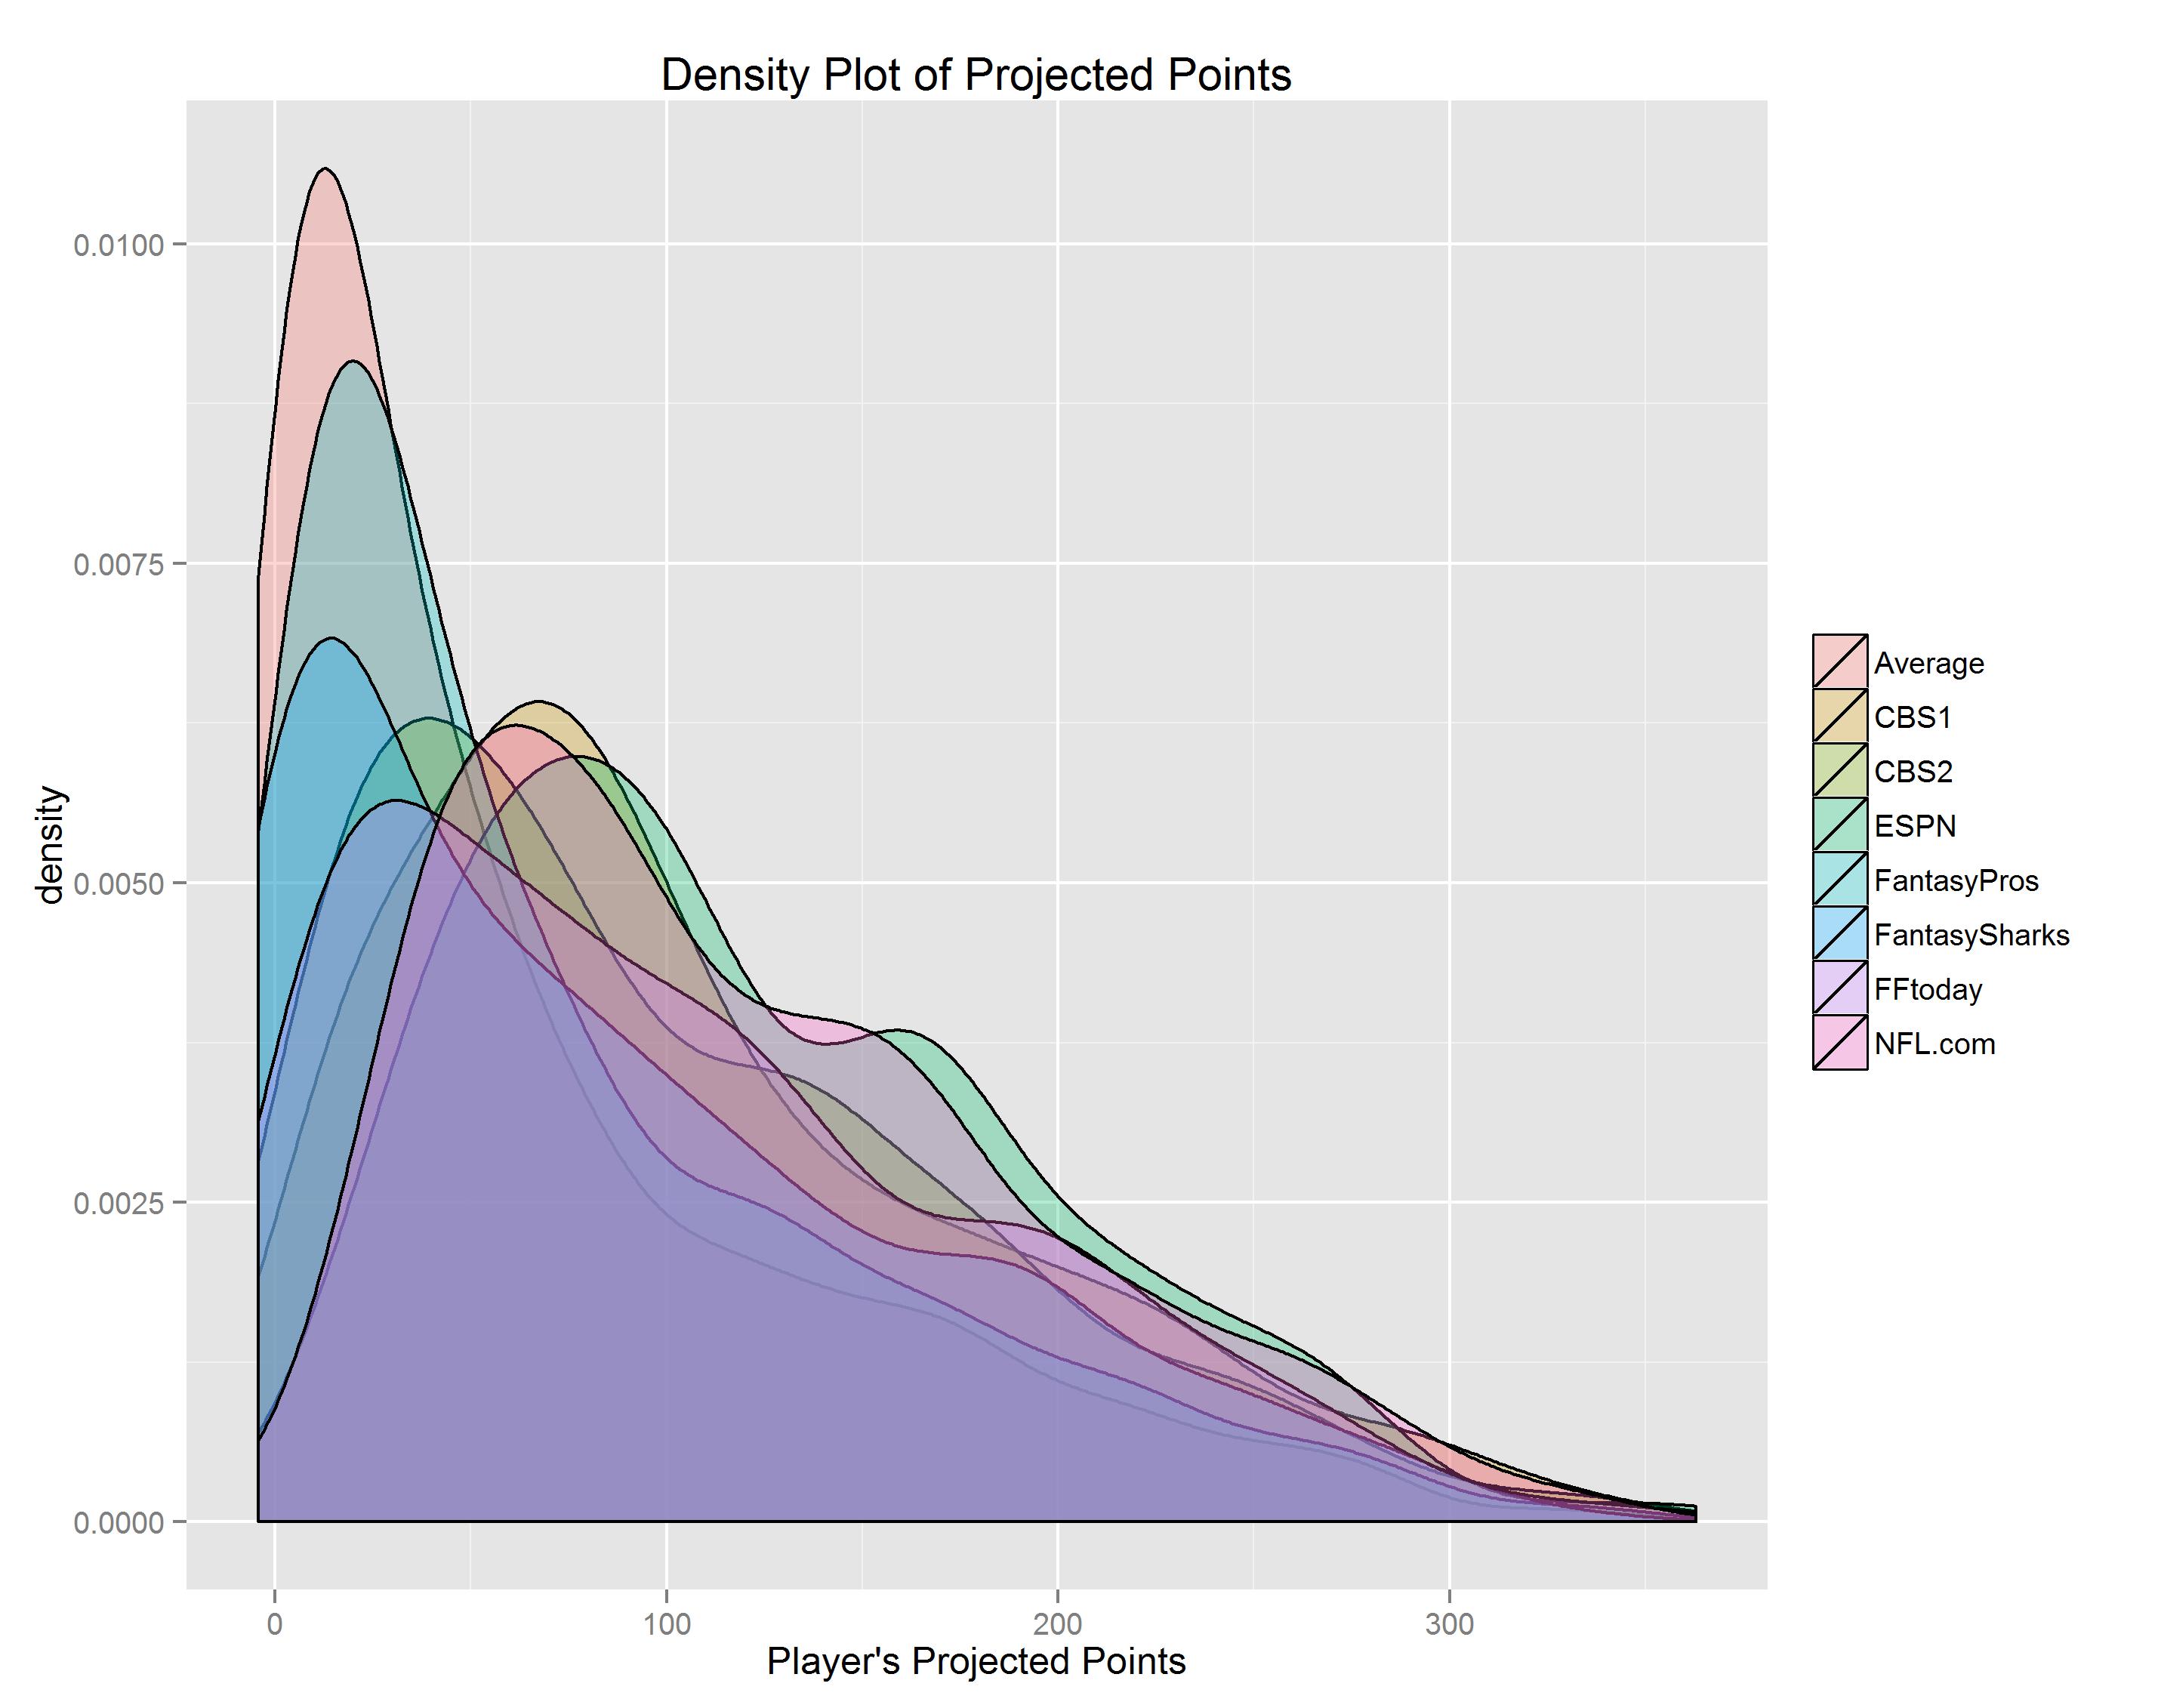 Density Plot of Projected Points
density
0.0100
0.0075
0.0050
0.0025
0.0000
0 100 200 300
Player's Projected Points
Average
CBS1
CBS2
ESPN
FantasyPros
FantasySharks
FFtoday
NFL.com